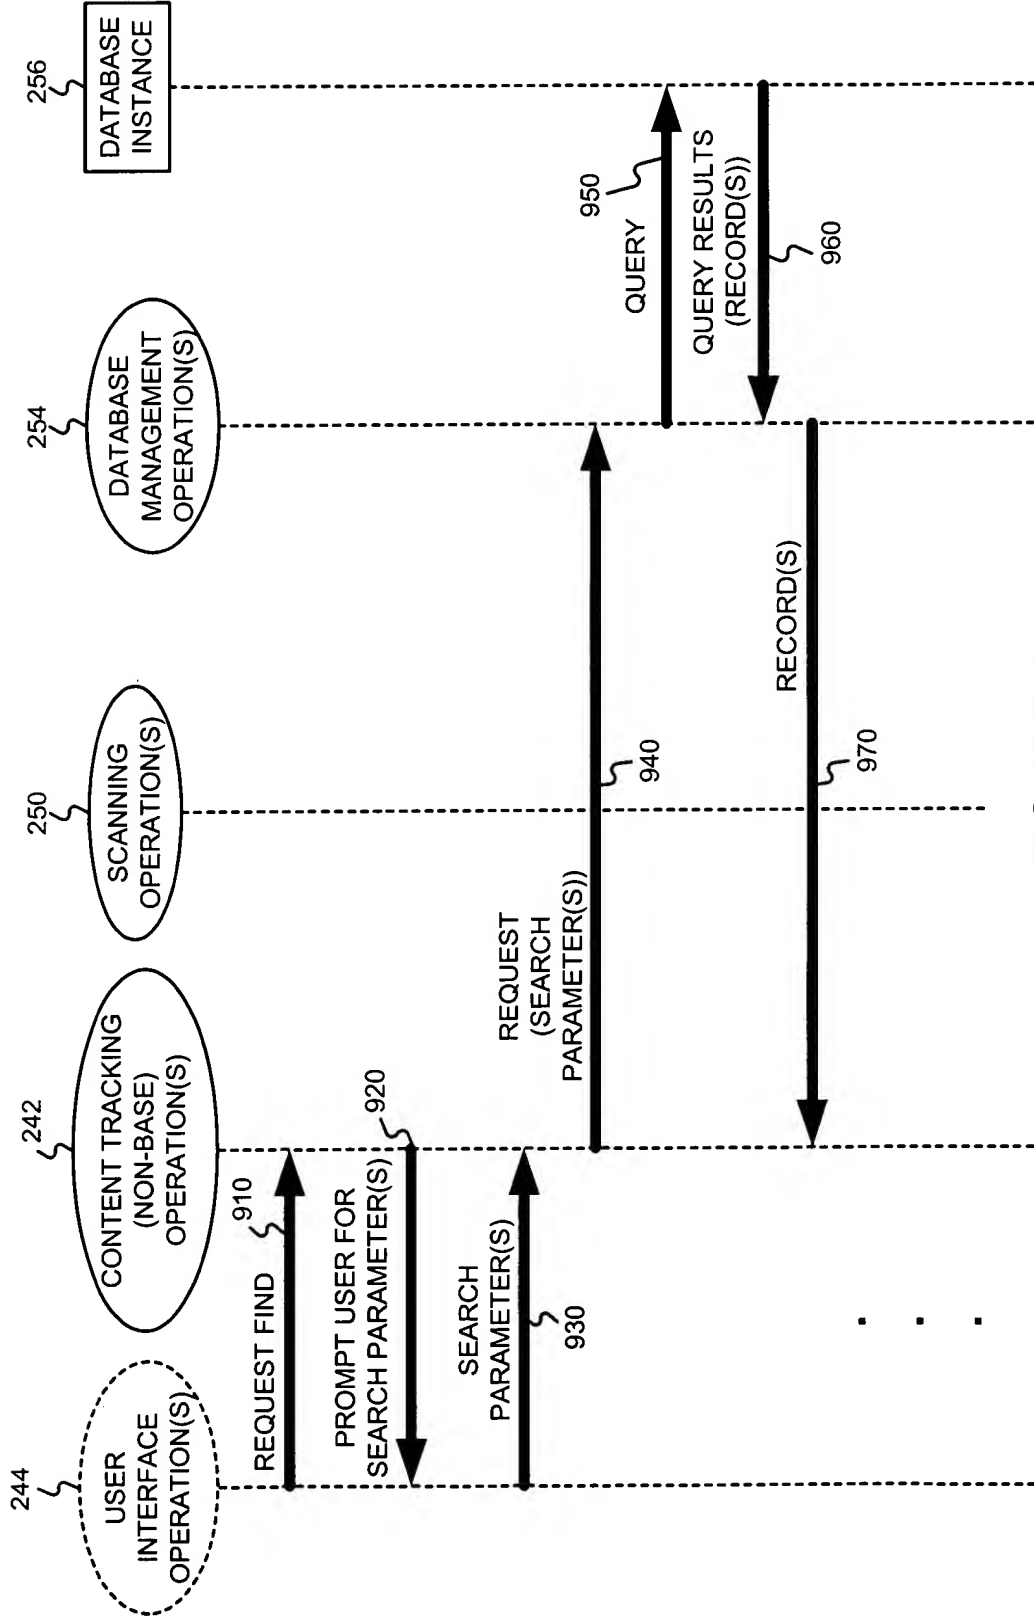 244
USER
INTERFACE
OPERATION(S)
242
CONTENT TRACKING
(NON-BASE)
OPERATION(S)
250
SCANNING
OPERATION(S)
254
DATABASE
MANAGEMENT
OPERATION(S)
256
DATABASE
INSTANCE
REQUEST FIND
910
PROMPT USER FOR
SEARCH PARAMETER(S)
920
SEARCH
PARAMETER(S)
930
REQUEST
(SEARCH
PARAMETER(S))
940
QUERY
950
QUERY RESULTS
(RECORD(S))
960
RECORD(S)
970